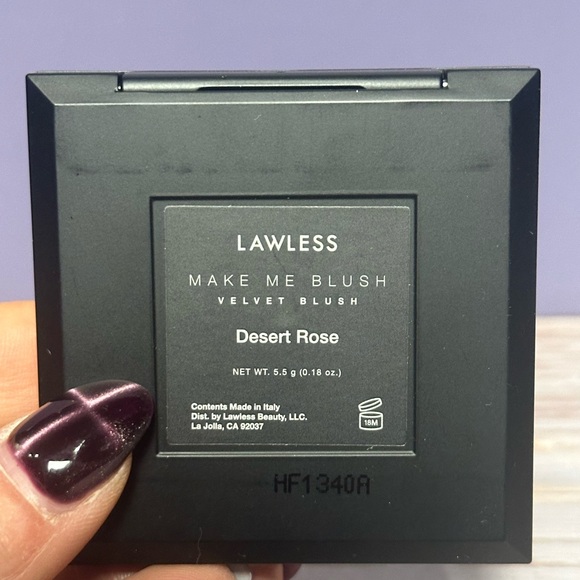 LAWLESS
MAKE ME BLUSH
VELVET BLUSH
Desert Rose
NET WT. 5.5 g (0.18 oz.)
Contents Made in Italy
Dist. by Lawless Beauty, LLC.
La Jolla, CA 92037
18M
HF1340A